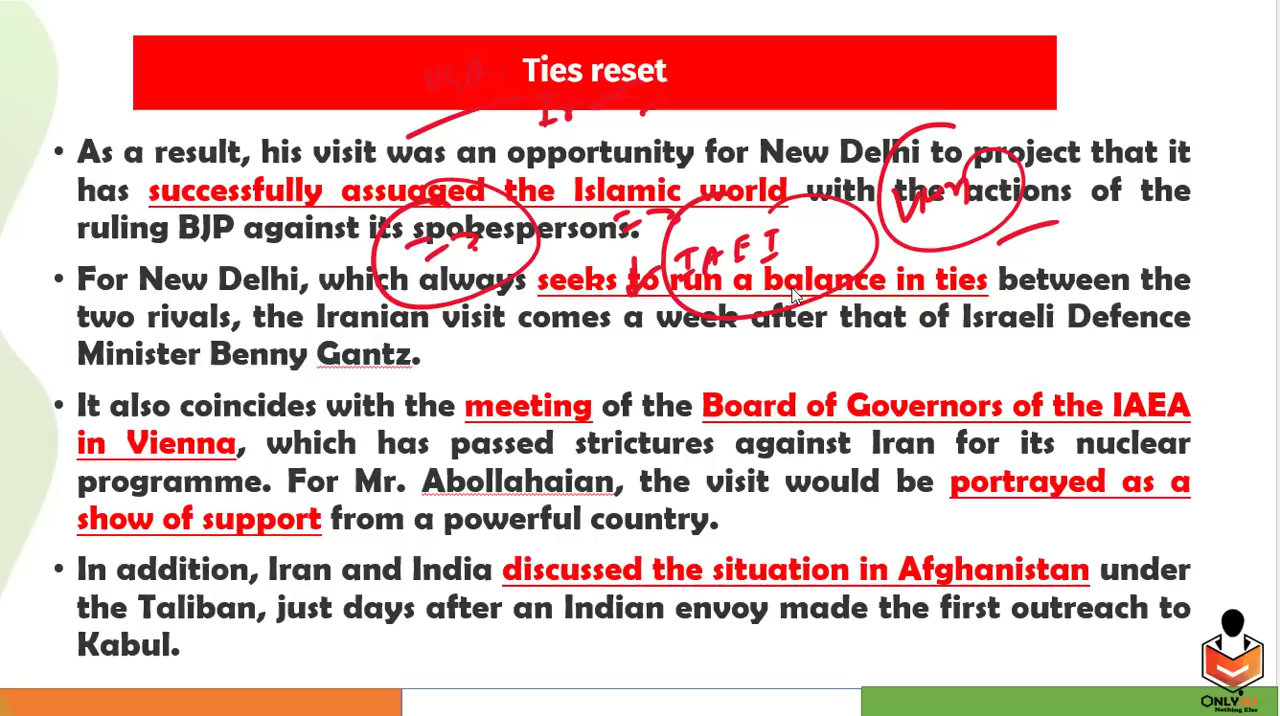 Ties reset
• As a result, his visit was an opportunity for New Delhi to project that it
has successfully assuaged the Islamic world with the actions of the
ruling BJP against its spokespersons.
IAEI
• For New Delhi, which always seeks to run a balance in ties between the
two rivals, the Iranian visit comes a week after that of Israeli Defence
Minister Benny Gantz.
• It also coincides with the meeting of the Board of Governors of the IAEA
in Vienna, which has passed strictures against Iran for its nuclear
programme. For Mr. Abollahaian, the visit would be portrayed as a
show of support from a powerful country.
• In addition, Iran and India discussed the situation in Afghanistan under
the Taliban, just days after an Indian envoy made the first outreach to
Kabul.
Nothing Else